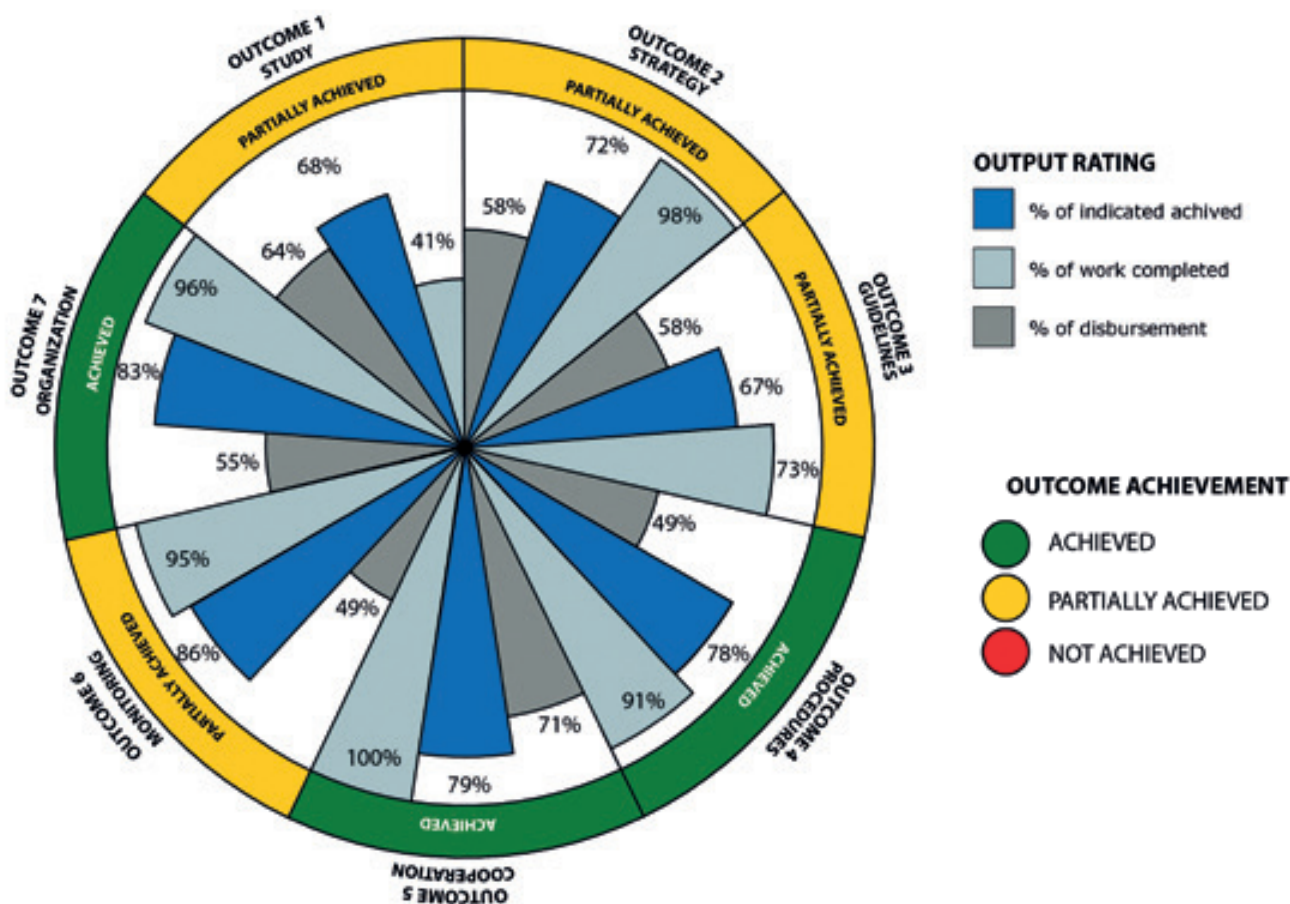 OUTCOME 1
STUDY
PARTIALLY ACHIEVED
68%
64%
41%
OUTCOME 2
STRATEGY
PARTIALLY ACHIEVED
72%
58%
98%
OUTCOME 3
GUIDELINES
PARTIALLY ACHIEVED
58%
67%
73%
OUTCOME 4
PROCEDURES
ACHIEVED
49%
78%
91%
OUTCOME 5
COOPERATION
ACHIEVED
71%
79%
100%
OUTCOME 6
MONITORING
PARTIALLY ACHIEVED
49%
86%
95%
OUTCOME 7
ORGANIZATION
ACHIEVED
55%
83%
96%
OUTPUT RATING
% of indicated achived
% of work completed
% of disbursement
OUTCOME ACHIEVEMENT
ACHIEVED
PARTIALLY ACHIEVED
NOT ACHIEVED